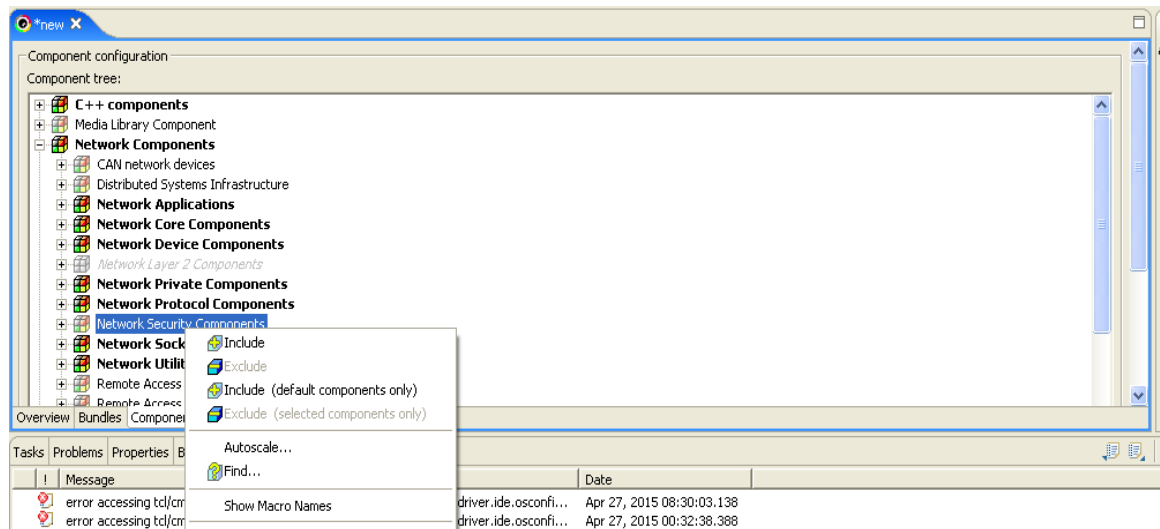 *new
Component configuration
Component tree:
C++ components
Media Library Component
Network Components
CAN network devices
Distributed Systems Infrastructure
Network Applications
Network Core Components
Network Device Components
Network Layer 2 Components
Network Private Components
Network Protocol Components
Network Security Components
Network Sock
Network Utilit
Remote Access
Remote Access
Include
Exclude
Include (default components only)
Exclude (selected components only)
Autoscale...
Find...
Show Macro Names
Overview Bundles Componer
Tasks Problems Properties B
! Message Date
error accessing tcl/cm driver.ide.osconfi... Apr 27, 2015 08:30:03.138
error accessing tcl/cm driver.ide.osconfi... Apr 27, 2015 00:32:38.388